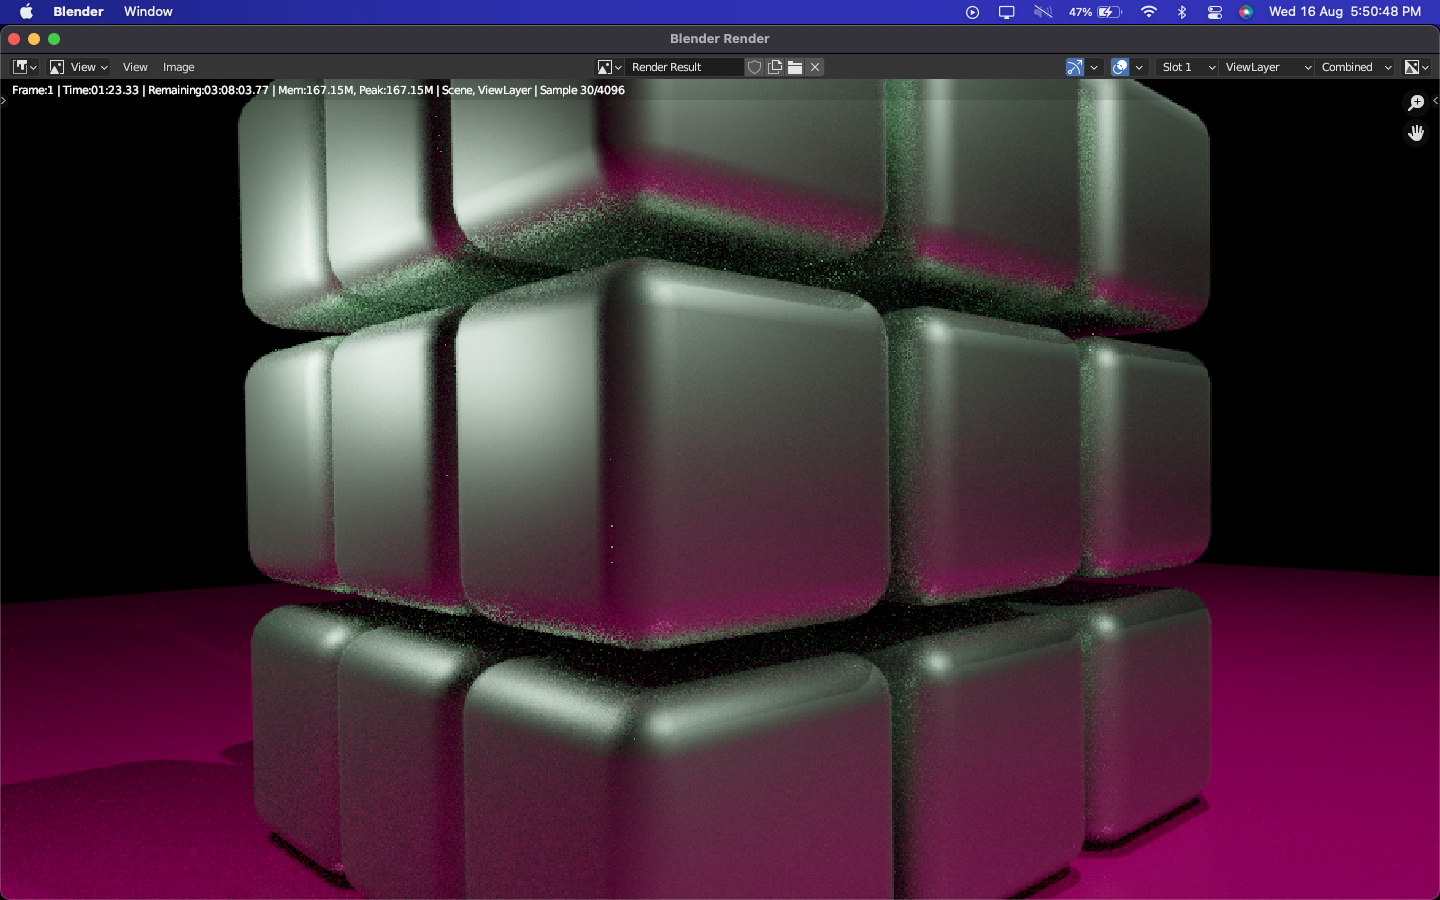 Blender Window 47% Wed 16 Aug 5:50:48 PM
Blender Render
View View Image Render Result Slot 1 ViewLayer Combined
Frame:1 | Time:01:23.33 | Remaining:03:08:03.77 | Mem:167.15M, Peak:167.15M | Scene, ViewLayer | Sample 30/4096